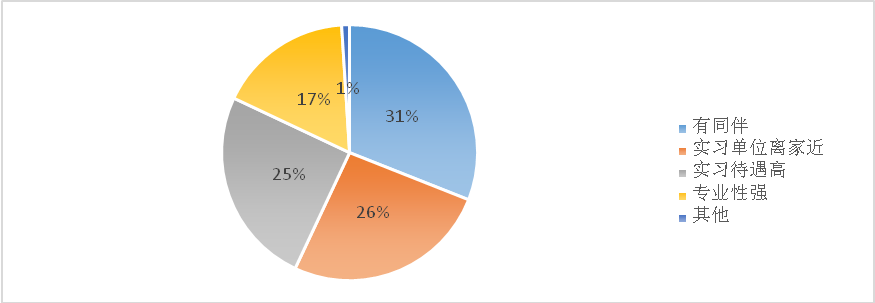 1%
31%
17%
25%
26%
有同伴
实习单位离家近
实习待遇高
专业性强
其他